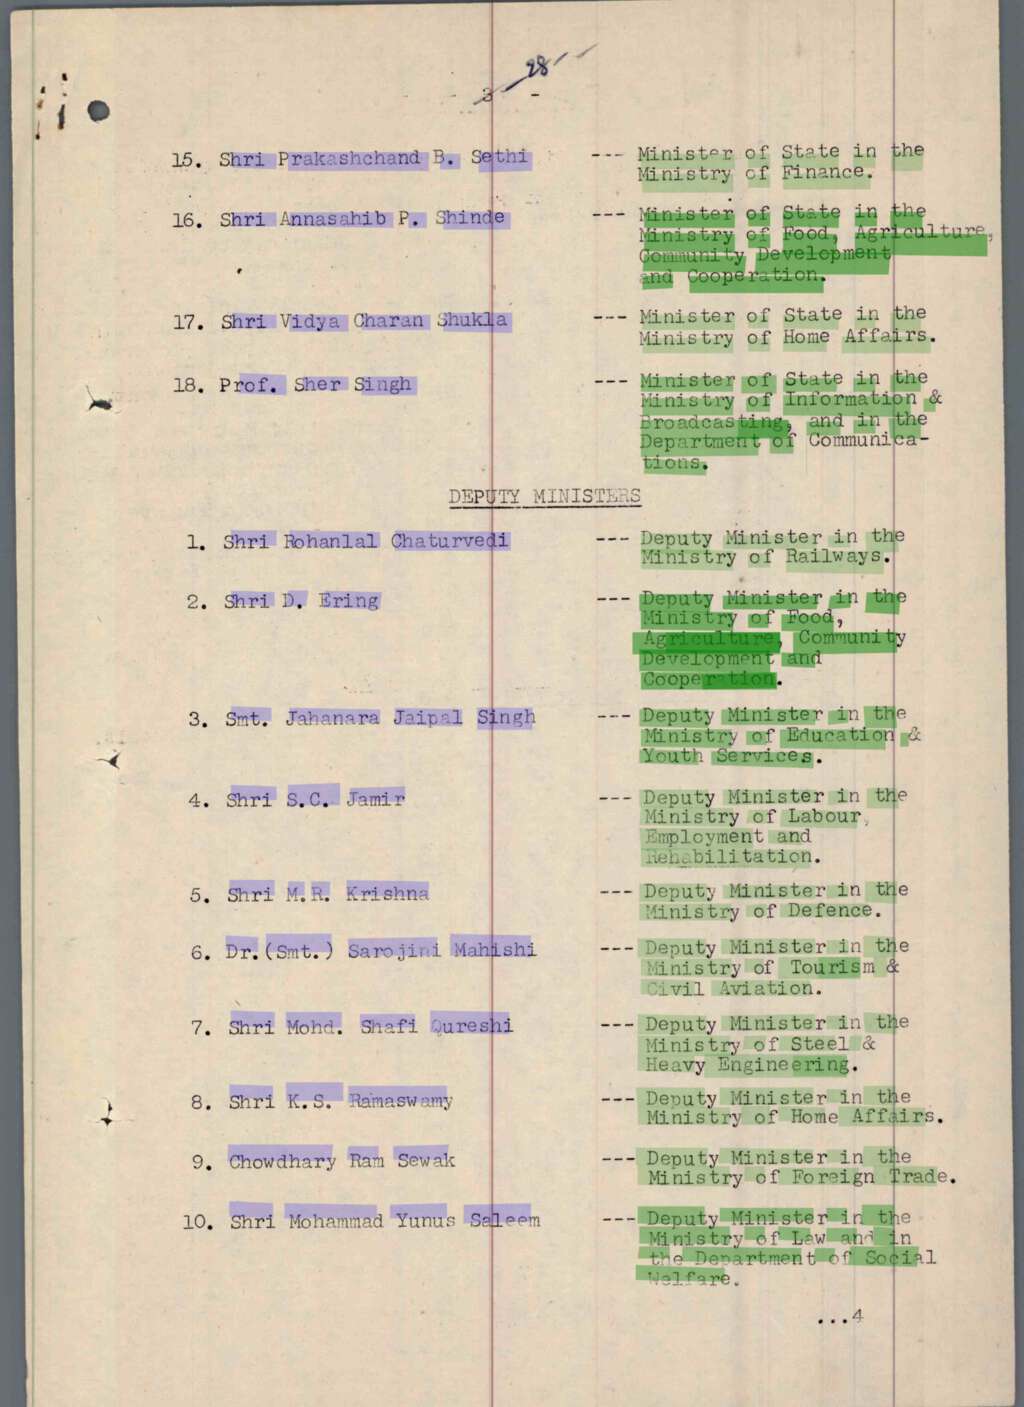 28
- 3 -
15. Shri Prakashchand B. Sethi --- Minister of State in the
Ministry of Finance.
16. Shri Annasahib P. Shinde --- Minister of State in the
Ministry of Food, Agriculture,
Community Development
and Cooperation.
17. Shri Vidya Charan Shukla --- Minister of State in the
Ministry of Home Affairs.
18. Prof. Sher Singh --- Minister of State in the
Ministry of Information &
Broadcasting, and in the
Department of Communica-
tions.
DEPUTY MINISTERS
1. Shri Rohanlal Chaturvedi --- Deputy Minister in the
Ministry of Railways.
2. Shri D. Ering --- Deputy Minister in the
Ministry of Food,
Agriculture, Community
Development and
Cooperation.
3. Smt. Jahanara Jaipal Singh --- Deputy Minister in the
Ministry of Education &
Youth Services.
4. Shri S.C. Jamir --- Deputy Minister in the
Ministry of Labour,
Employment and
Rehabilitation.
5. Shri M.R. Krishna --- Deputy Minister in the
Ministry of Defence.
6. Dr.(Smt.) Sarojini Mahishi --- Deputy Minister in the
Ministry of Tourism &
Civil Aviation.
7. Shri Mohd. Shafi Qureshi --- Deputy Minister in the
Ministry of Steel &
Heavy Engineering.
8. Shri K.S. Ramaswamy --- Deputy Minister in the
Ministry of Home Affairs.
9. Chowdhary Ram Sewak --- Deputy Minister in the
Ministry of Foreign Trade.
10. Shri Mohammad Yunus Saleem --- Deputy Minister in the
Ministry of Law and in
the Department of Social
Welfare.
...4